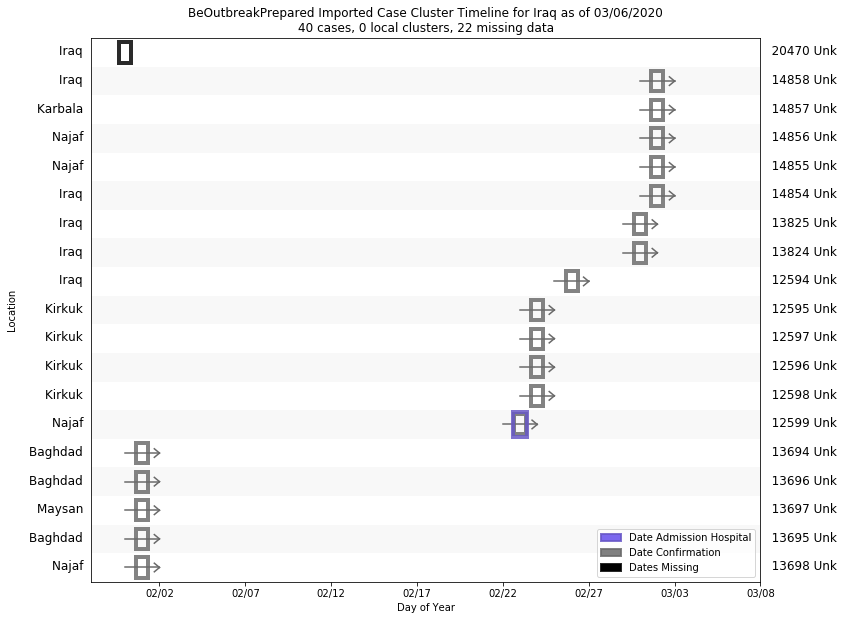 BeOutbreakPrepared Imported Case Cluster Timeline for Iraq as of 03/06/2020
40 cases, 0 local clusters, 22 missing data
Iraq 20470 Unk
Iraq 14858 Unk
Karbala 14857 Unk
Najaf 14856 Unk
Najaf 14855 Unk
Iraq 14854 Unk
Iraq 13825 Unk
Iraq 13824 Unk
Iraq 12594 Unk
Kirkuk 12595 Unk
Kirkuk 12597 Unk
Kirkuk 12596 Unk
Kirkuk 12598 Unk
Najaf 12599 Unk
Baghdad 13694 Unk
Baghdad 13696 Unk
Maysan 13697 Unk
Baghdad 13695 Unk
Najaf 13698 Unk
Location
Date Admission Hospital
Date Confirmation
Dates Missing
02/02 02/07 02/12 02/17 02/22 02/27 03/03 03/08
Day of Year